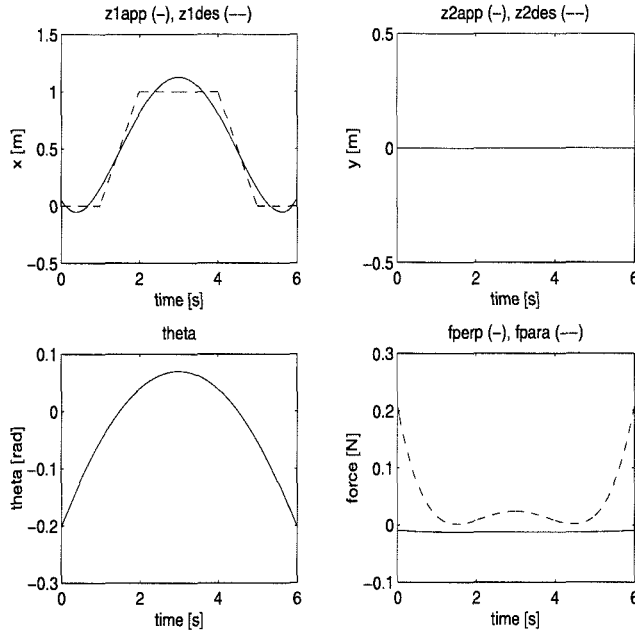 z1app (-), z1des (--)
1.5
1
0.5
0
-0.5
x [m]
0 2 4 6
time [s]
z2app (-), z2des (--)
0.5
0
-0.5
y [m]
0 2 4 6
time [s]
theta
0.1
0
-0.1
-0.2
-0.3
theta [rad]
0 2 4 6
time [s]
fperp (-), fpara (--)
0.3
0.2
0.1
0
-0.1
force [N]
0 2 4 6
time [s]